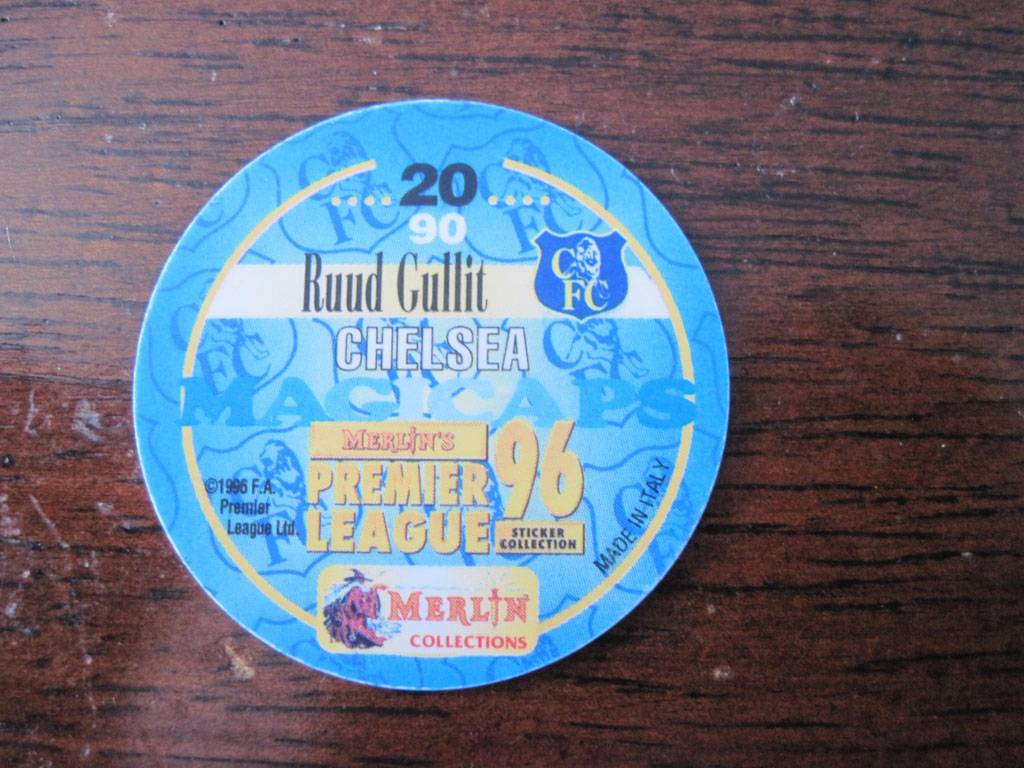 .... 20 ....
90
Ruud Gullit
CFC
CHELSEA
MAGICAPS
MERLIN'S
PREMIER
LEAGUE
96
STICKER
COLLECTION
©1996 F.A.
Premier
League Ltd.
MADE IN ITALY
MERLIN
COLLECTIONS